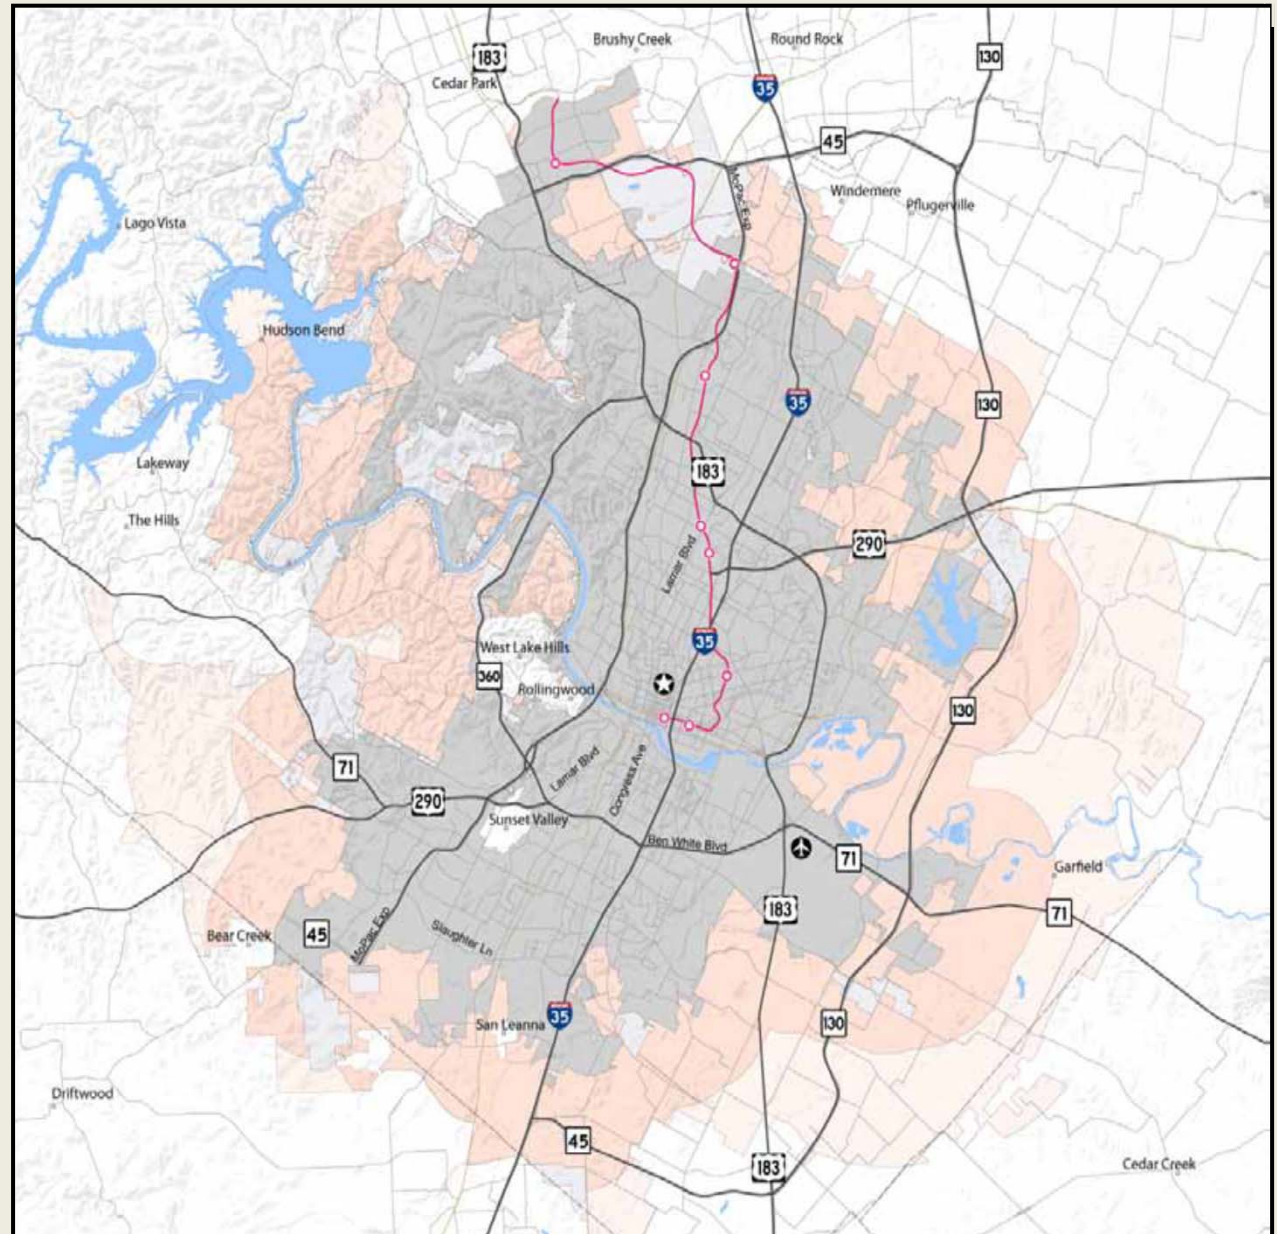 Brushy Creek
Round Rock
183
130
Cedar Park
35
45
MoPac Exp
Windemere
Pflugerville
Lago Vista
Hudson Bend
130
35
Lakeway
183
The Hills
290
Lamar Blvd
35
West Lake Hills
360
Rollingwood
130
71
Lamar Blvd
Congress Ave
290
Sunset Valley
Ben White Blvd
71
Garfield
183
71
Bear Creek
45
MoPac Exp
Slaughter Ln
San Leanna
35
130
Driftwood
45
183
Cedar Creek